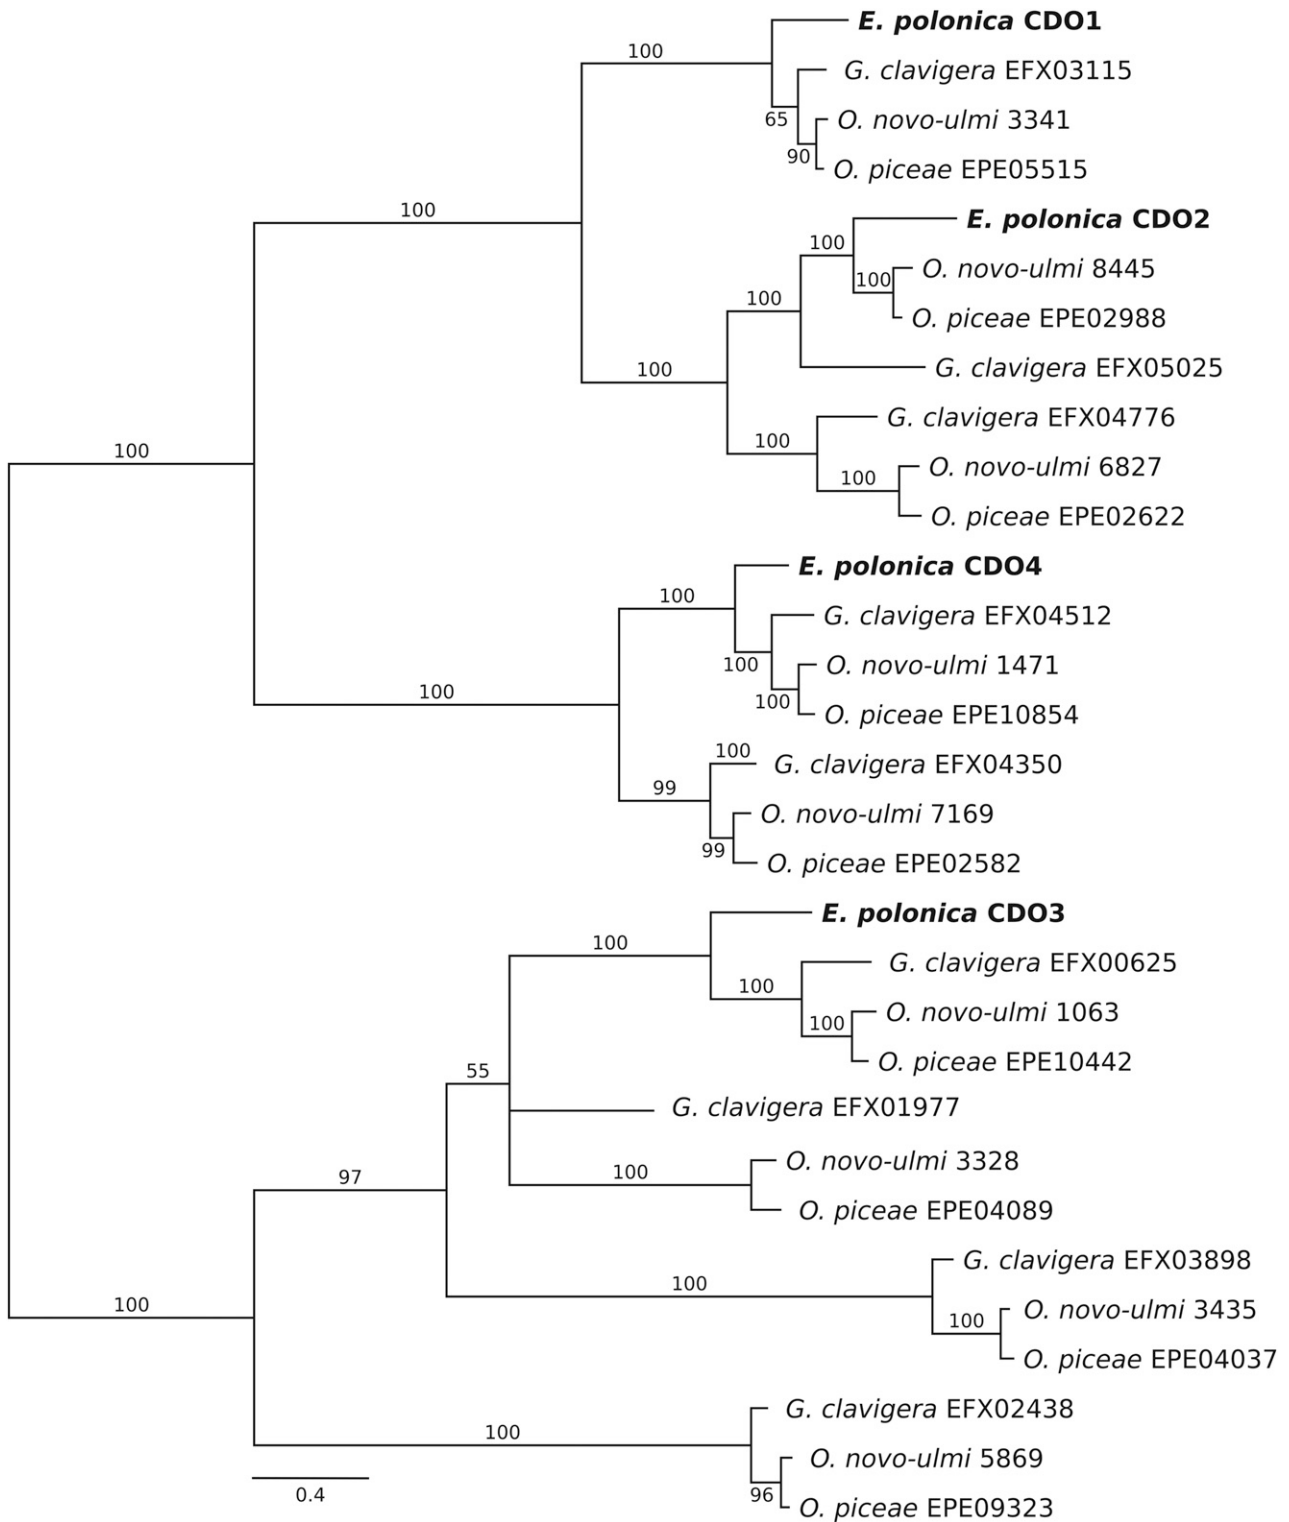 E. polonica CDO1
100
G. clavigera EFX03115
65
O. novo-ulmi 3341
90
O. piceae EPE05515
100
E. polonica CDO2
100
O. novo-ulmi 8445
100
100
O. piceae EPE02988
100
G. clavigera EFX05025
G. clavigera EFX04776
100
100
O. novo-ulmi 6827
100
O. piceae EPE02622
E. polonica CDO4
100
G. clavigera EFX04512
100
O. novo-ulmi 1471
100
100
O. piceae EPE10854
100
G. clavigera EFX04350
99
O. novo-ulmi 7169
99
O. piceae EPE02582
E. polonica CDO3
100
G. clavigera EFX00625
100
O. novo-ulmi 1063
100
O. piceae EPE10442
55
G. clavigera EFX01977
O. novo-ulmi 3328
97
100
O. piceae EPE04089
G. clavigera EFX03898
100
100
O. novo-ulmi 3435
100
O. piceae EPE04037
G. clavigera EFX02438
100
O. novo-ulmi 5869
0.4
96
O. piceae EPE09323